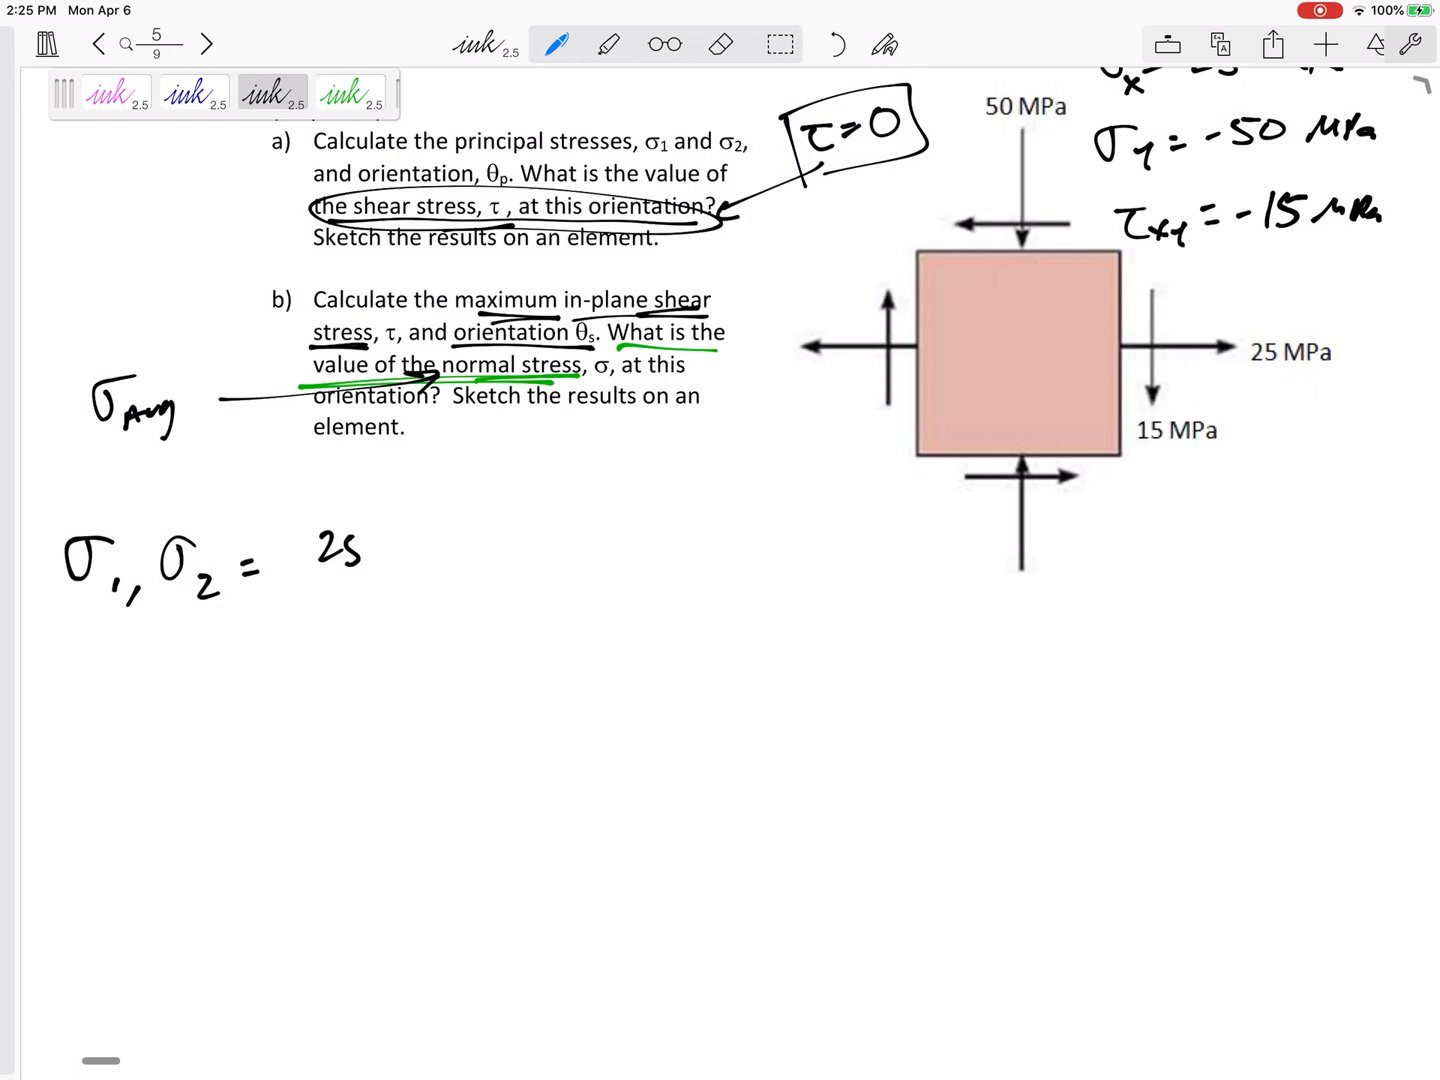 2:25 PM Mon Apr 6
100%
5
9
ink 2.5
ink 2.5
ink 2.5
ink 2.5
ink 2.5
a) Calculate the principal stresses, σ1 and σ2,
and orientation, θp. What is the value of
the shear stress, τ , at this orientation?
Sketch the results on an element.
τ = 0
b) Calculate the maximum in-plane shear
stress, τ, and orientation θs. What is the
value of the normal stress, σ, at this
orientation? Sketch the results on an
element.
σAvg
σ1, σ2 = 25
50 MPa
σy = -50 MPa
τxy = -15 MPa
25 MPa
15 MPa